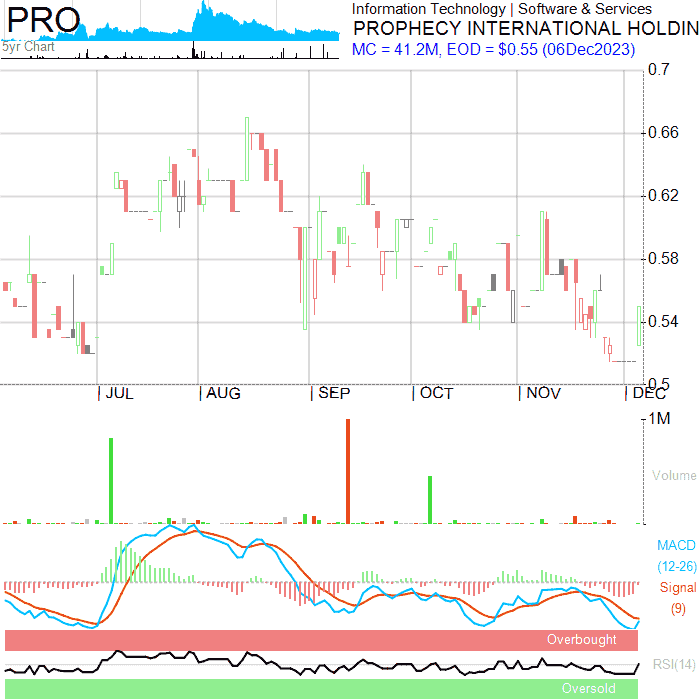 PRO
5yr Chart
Information Technology | Software & Services
PROPHECY INTERNATIONAL HOLDIN
MC = 41.2M, EOD = $0.55 (06Dec2023)
0.7
0.66
0.62
0.58
0.54
0.5
| JUL | AUG | SEP | OCT | NOV | DEC
1M
Volume
MACD
(12-26)
Signal
(9)
Overbought
RSI(14)
Oversold